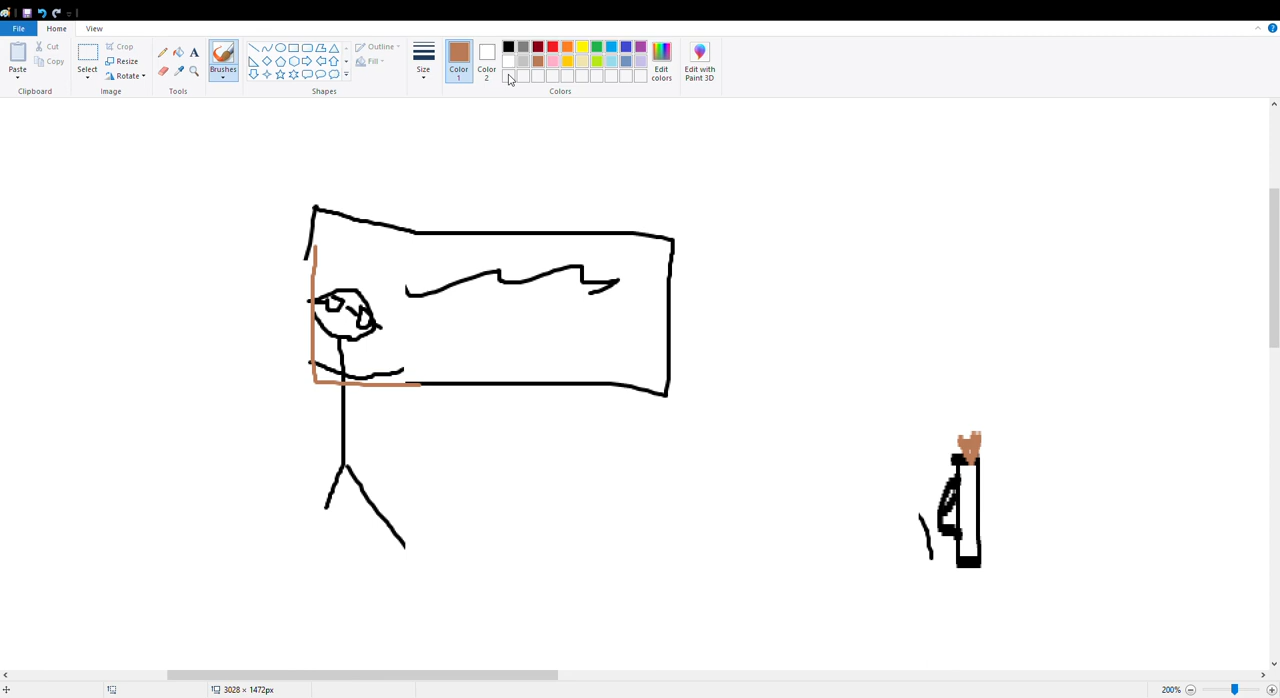 File Home View
Paste Cut Copy Clipboard
Select Crop Resize Rotate Image
A Tools
Brushes
Outline Fill Shapes
Size
Color 1 Color 2
Edit colors Colors
Edit with Paint 3D
3028 × 1472px 200%